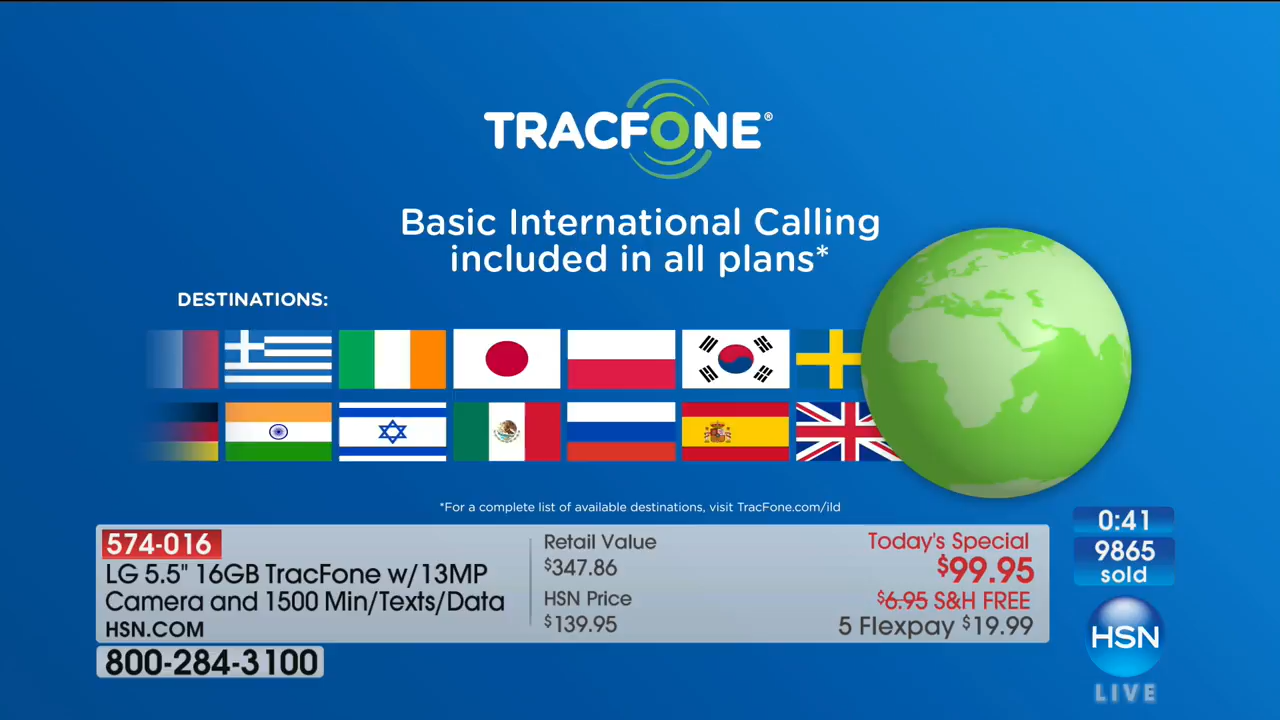 TRACFONE®
Basic International Calling
included in all plans*
DESTINATIONS:
*For a complete list of available destinations, visit TracFone.com/ild
574-016
LG 5.5" 16GB TracFone w/13MP
Camera and 1500 Min/Texts/Data
HSN.COM
800-284-3100
Retail Value
$347.86
HSN Price
$139.95
Today's Special
$99.95
$6.95 S&H FREE
5 Flexpay $19.99
0:41
9865
sold
HSN
LIVE